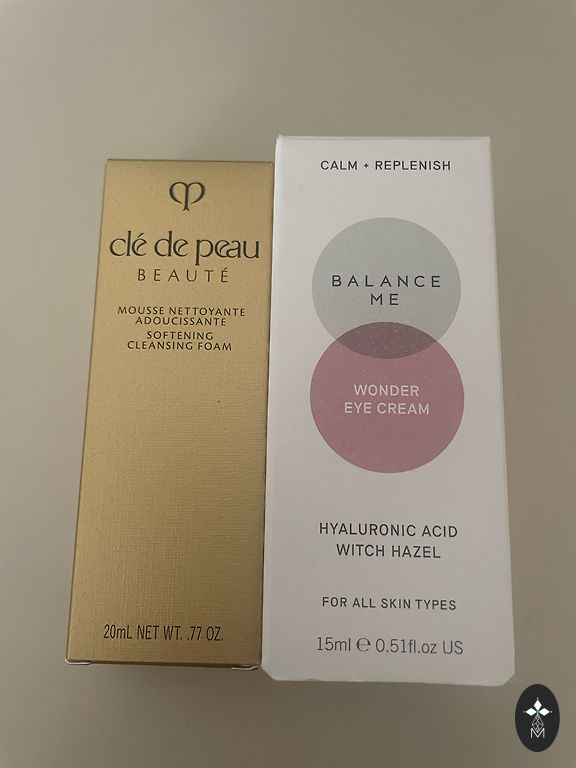 clé de peau
BEAUTÉ
MOUSSE NETTOYANTE
ADOUCISSANTE
SOFTENING
CLEANSING FOAM
20mL NET WT. .77 OZ.
CALM + REPLENISH
BALANCE
ME
WONDER
EYE CREAM
HYALURONIC ACID
WITCH HAZEL
FOR ALL SKIN TYPES
15ml ℮ 0.51fl.oz US
M